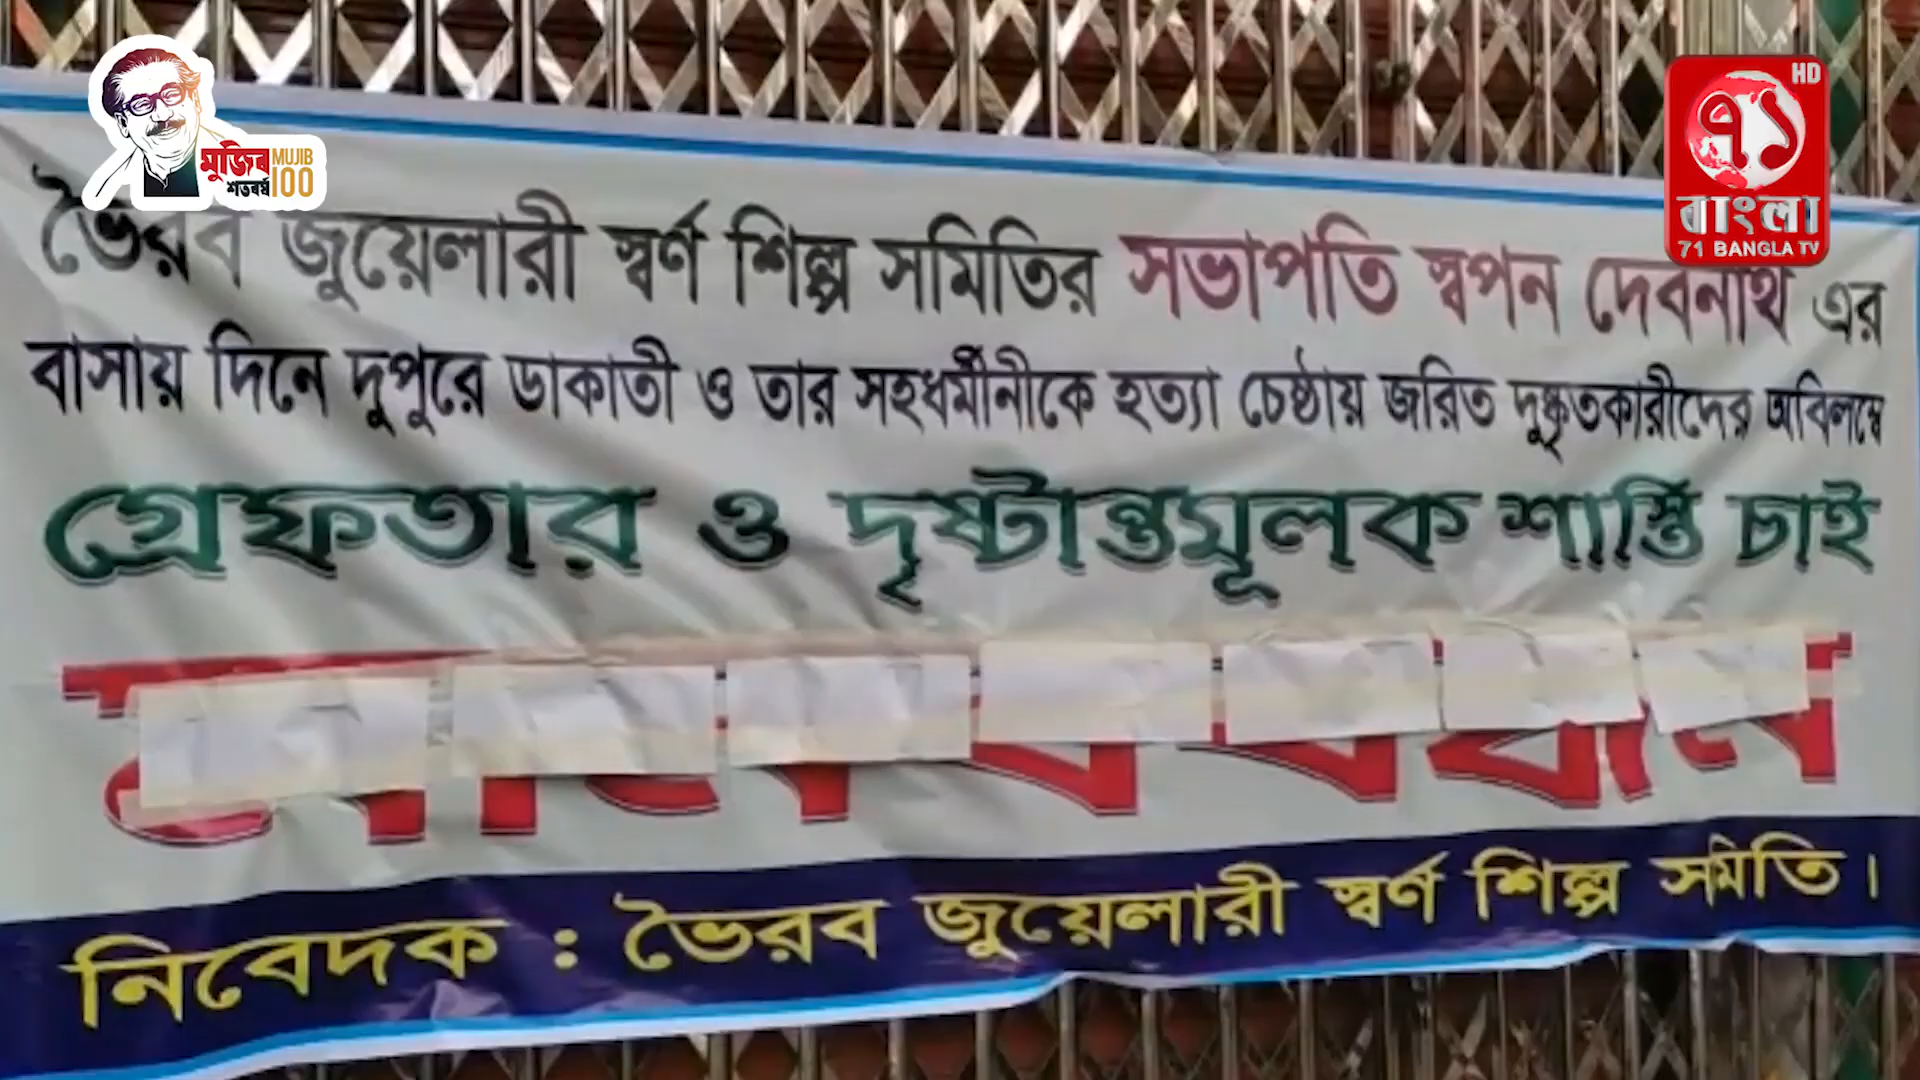 মুজিব MUJIB
শতবর্ষ 100
HD
৭১
বাংলা
71 BANGLA TV
ভৈরব জুয়েলারী স্বর্ণ শিল্প সমিতির সভাপতি স্বপন দেবনাথ এর
বাসায় দিনে দুপুরে ডাকাতী ও তার সহধর্মীনীকে হত্যা চেষ্ঠায় জরিত দুষ্কৃতকারীদের অবিলম্বে
গ্রেফতার ও দৃষ্টান্তমূলক শাস্তি চাই
নিবেদক : ভৈরব জুয়েলারী স্বর্ণ শিল্প সমিতি।